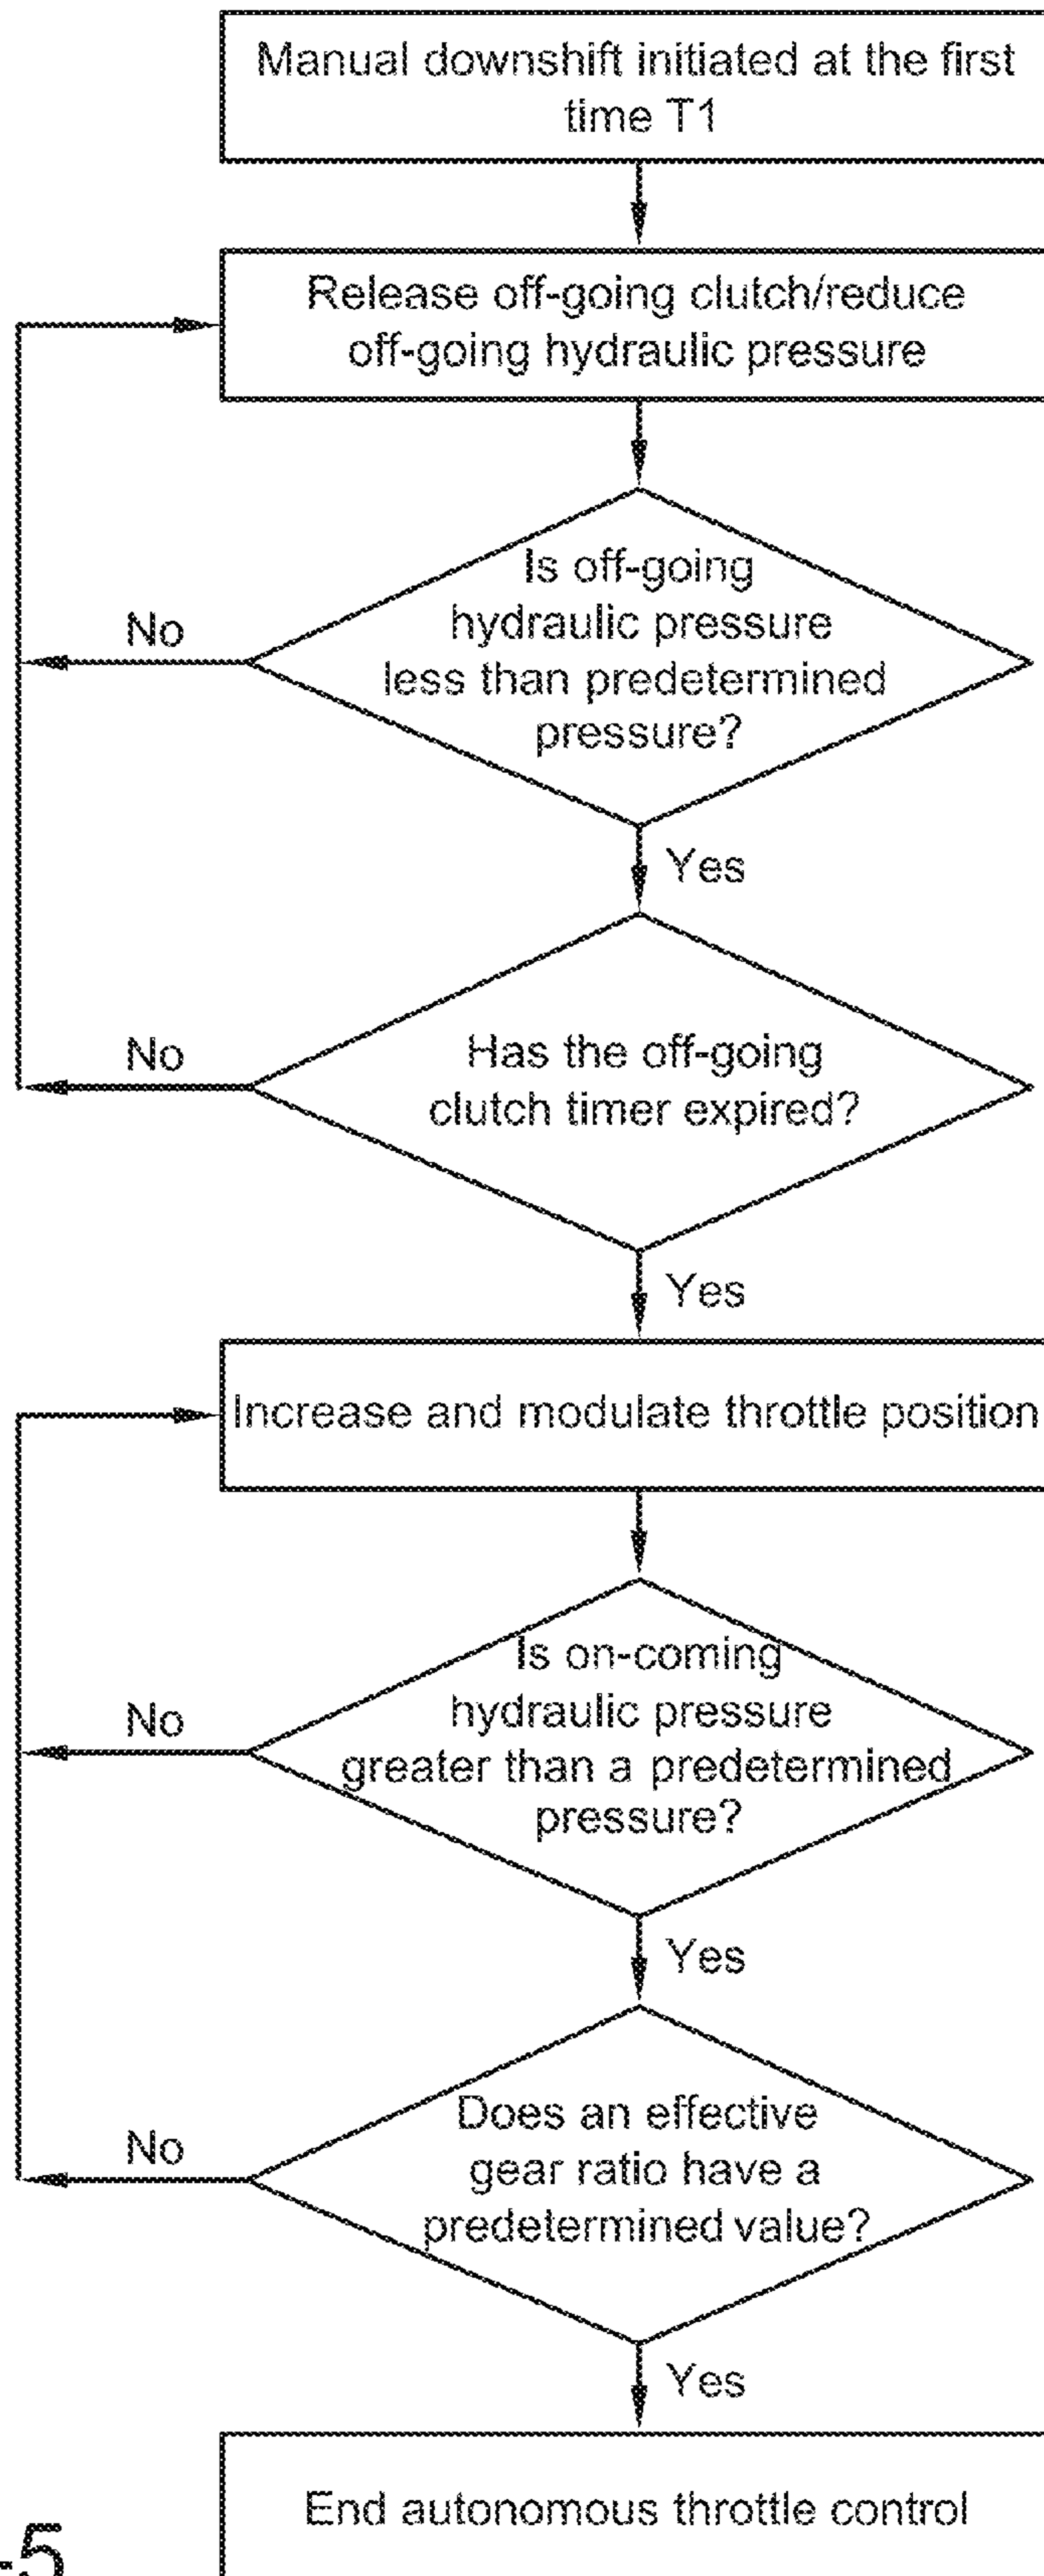 Manual downshift initiated at the first
time T1
Release off-going clutch/reduce
off-going hydraulic pressure
Is off-going
hydraulic pressure
less than predetermined
pressure?
No
Yes
Has the off-going
clutch timer expired?
No
Yes
Increase and modulate throttle position
Is on-coming
hydraulic pressure
greater than a predetermined
pressure?
No
Yes
Does an effective
gear ratio have a
predetermined value?
No
Yes
End autonomous throttle control
-5